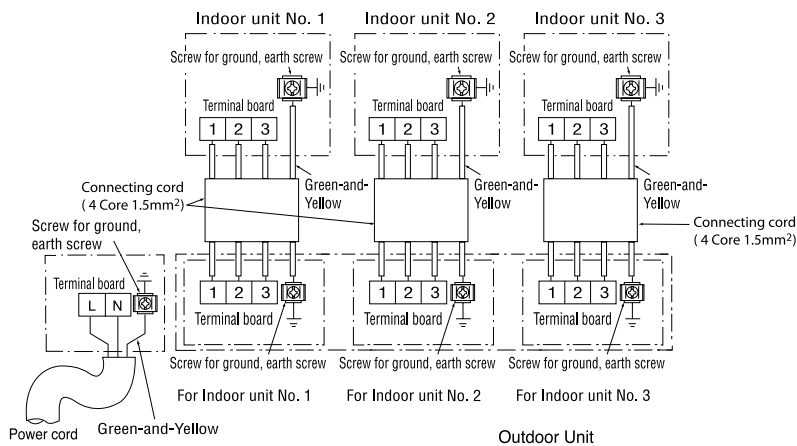 Indoor unit No. 1
Indoor unit No. 2
Indoor unit No. 3
Screw for ground, earth screw
Screw for ground, earth screw
Screw for ground, earth screw
Terminal board
Terminal board
Terminal board
1 2 3
1 2 3
1 2 3
Connecting cord
( 4 Core 1.5mm²)
Green-and-
Yellow
Green-and-
Yellow
Green-and-
Yellow
Connecting cord
( 4 Core 1.5mm²)
Screw for ground,
earth screw
Terminal board
L N
1 2 3
1 2 3
1 2 3
Terminal board
Terminal board
Terminal board
Screw for ground, earth screw
Screw for ground, earth screw
Screw for ground, earth screw
For Indoor unit No. 1
For Indoor unit No. 2
For Indoor unit No. 3
Power cord
Green-and-Yellow
Outdoor Unit